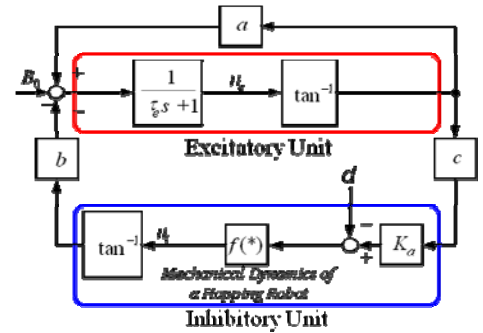 a
B₀
+
−
−
1
τₑs +1
uₑ
tan⁻¹
Excitatory Unit
b
c
d
tan⁻¹
uᵢ
f(*)
−
+
Kₐ
Mechanical Dynamics of
a Hopping Robot
Inhibitory Unit